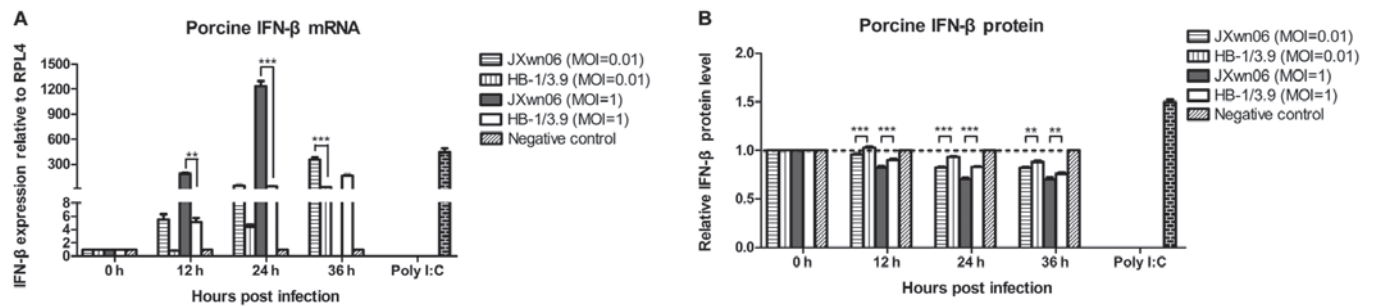 A
Porcine IFN-β mRNA
IFN-β expression relative to RPL4
1500
1200
900
600
300
8
6
4
2
0
***
**
***
0 h
12 h
24 h
36 h
Poly I:C
Hours post infection
JXwn06 (MOI=0.01)
HB-1/3.9 (MOI=0.01)
JXwn06 (MOI=1)
HB-1/3.9 (MOI=1)
Negative control
B
Porcine IFN-β protein
Relative IFN-β protein level
2.0
1.5
1.0
0.5
0.0
*** ***
*** ***
** **
0 h
12 h
24 h
36 h
Poly I:C
Hours post infection
JXwn06 (MOI=0.01)
HB-1/3.9 (MOI=0.01)
JXwn06 (MOI=1)
HB-1/3.9 (MOI=1)
Negative control